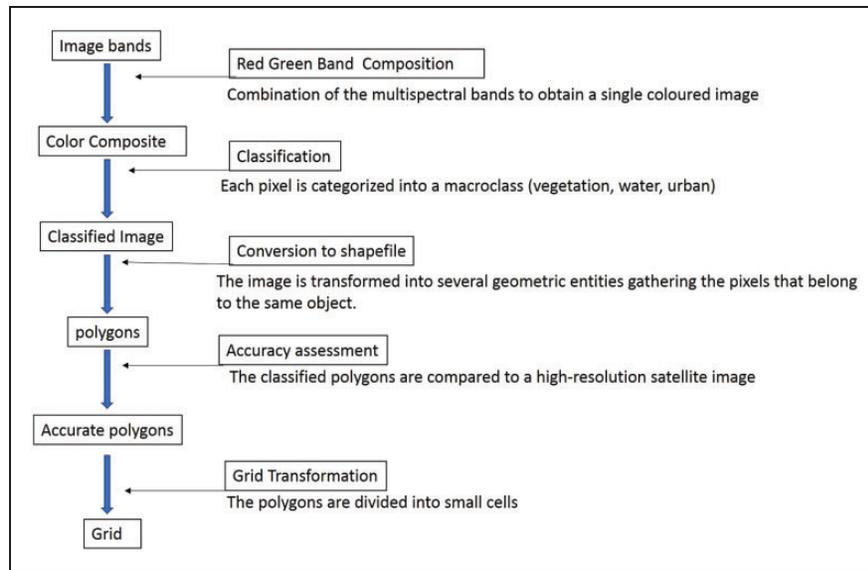 Image bands
Red Green Band Composition
Combination of the multispectral bands to obtain a single coloured image
Color Composite
Classification
Each pixel is categorized into a macroclass (vegetation, water, urban)
Classified Image
Conversion to shapefile
The image is transformed into several geometric entities gathering the pixels that belong
to the same object.
polygons
Accuracy assessment
The classified polygons are compared to a high-resolution satellite image
Accurate polygons
Grid Transformation
The polygons are divided into small cells
Grid